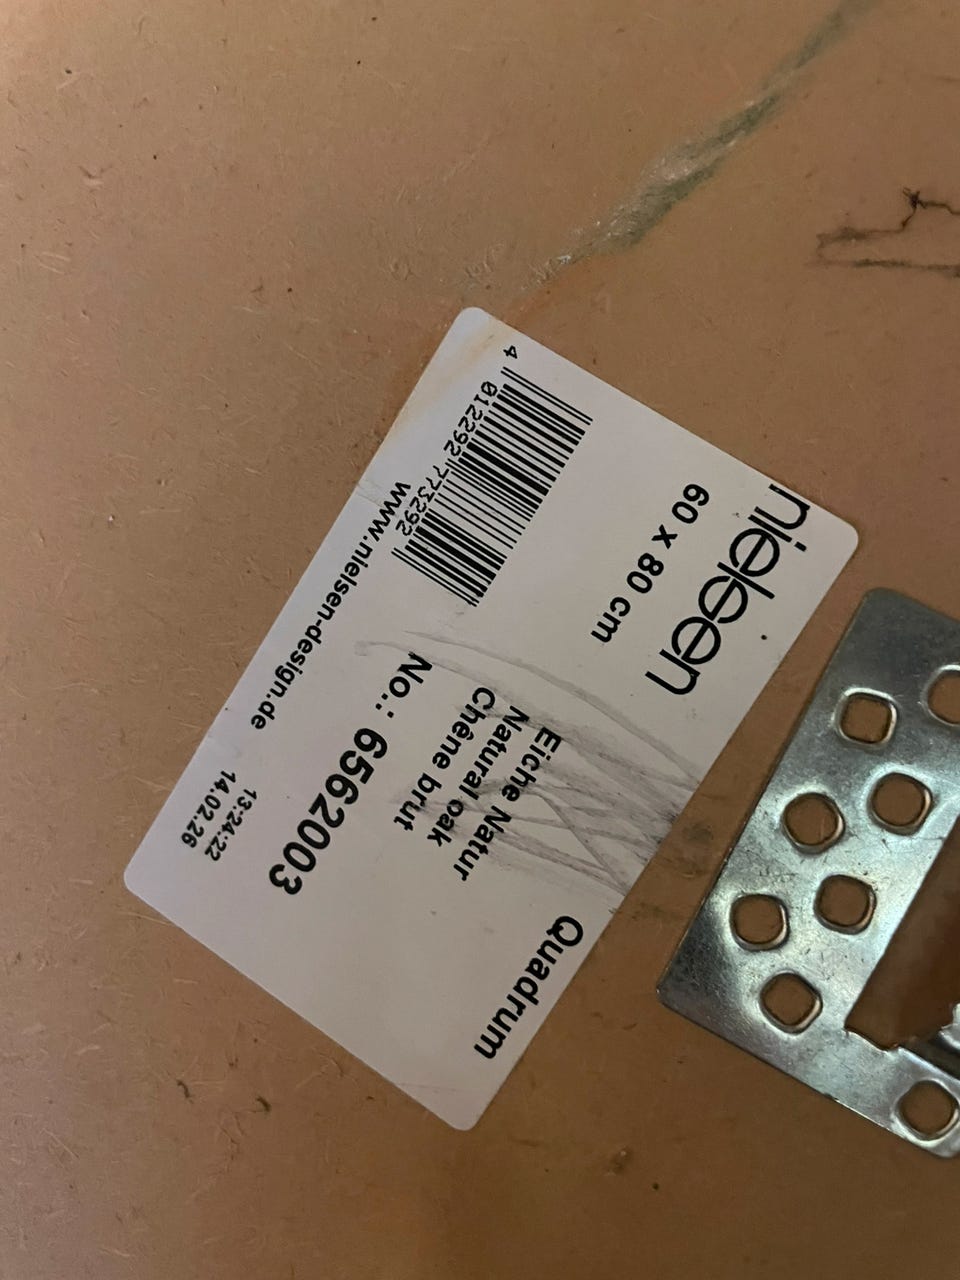 nielsen
60 x 80 cm
Quadrum
Eiche Natur
Natural oak
Chêne brut
No.: 6562003
4 012292 773292
www.nielsen-design.de
13:24:22
14.02.26